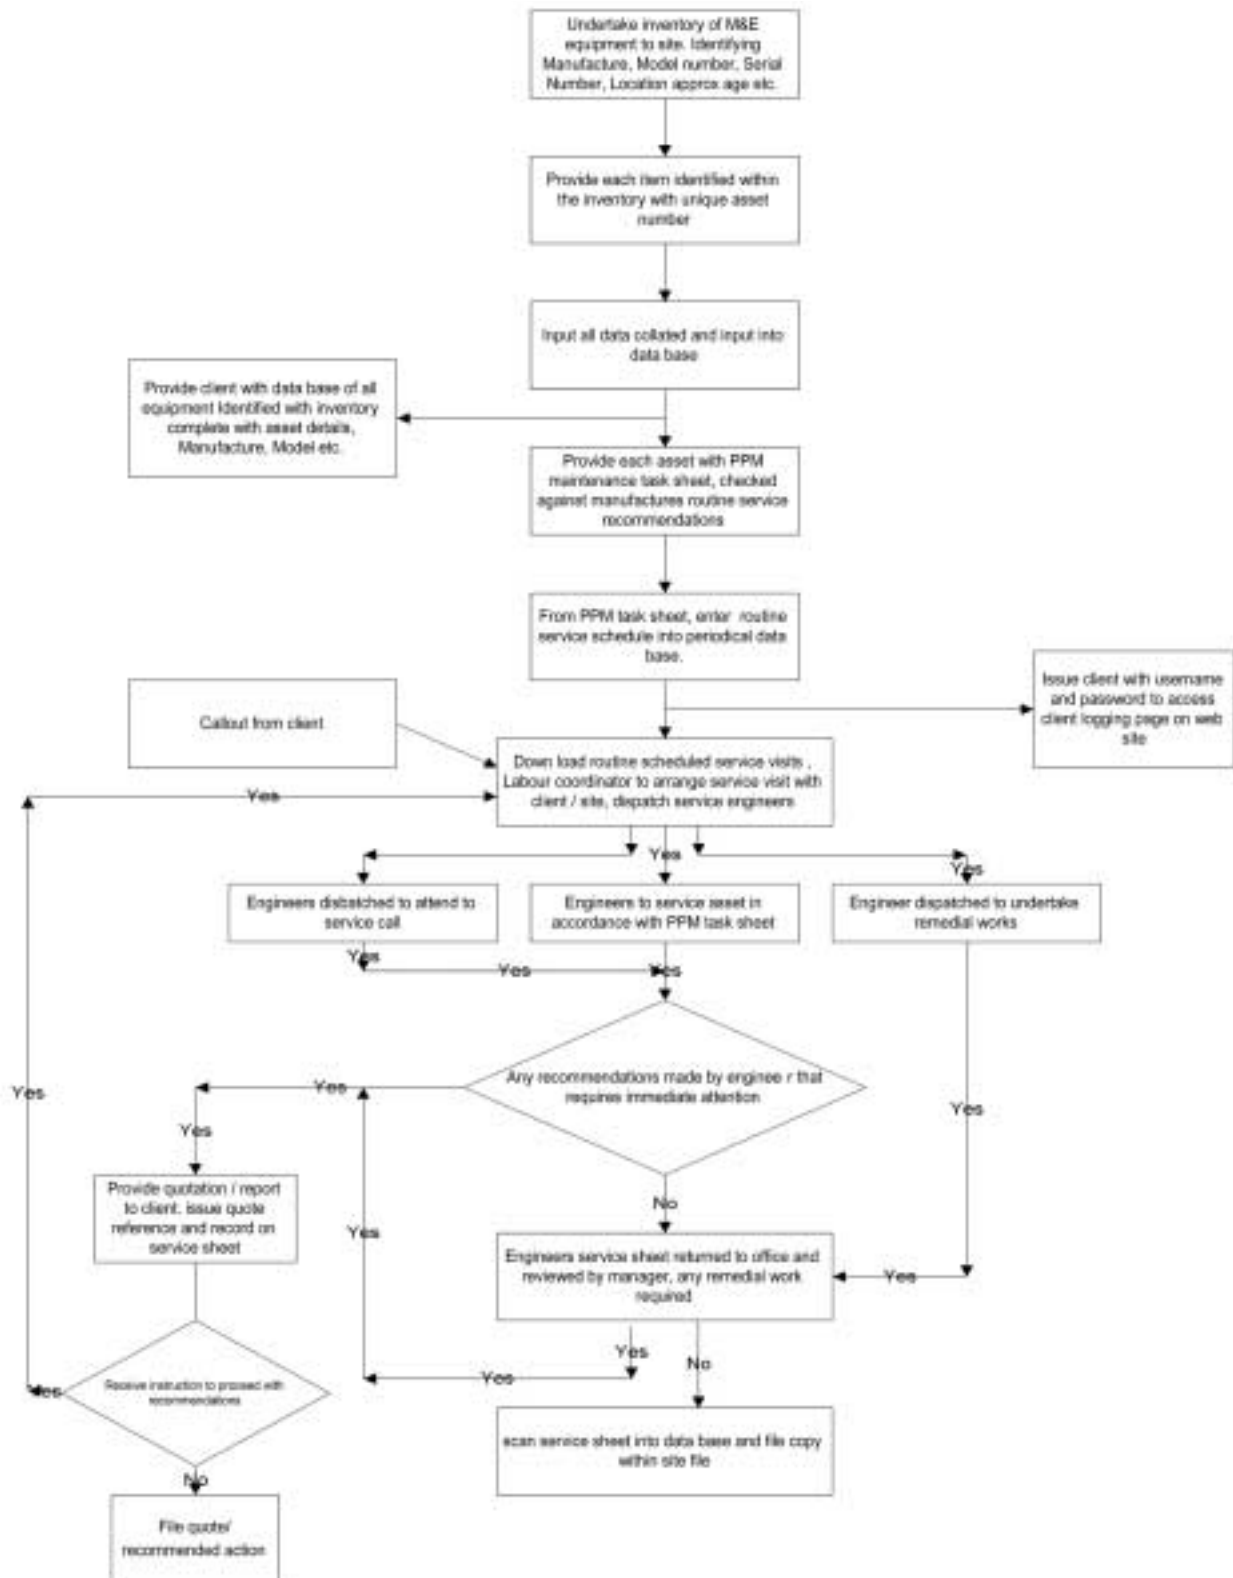 Undertake inventory of M&E
equipment to site. Identifying
Manufacture, Model number, Serial
Number, Location approx age etc.
Provide each item identified within
the inventory with unique asset
number
Input all data collated and input into
data base
Provide client with data base of all
equipment Identified with inventory
complete with asset details,
Manufacture, Model etc.
Provide each asset with PPM
maintenance task sheet, checked
against manufactures routine service
recommendations
From PPM task sheet, enter routine
service schedule into periodical data
base.
Issue client with username
and password to access
client logging page on web
site
Callout from client
Down load routine scheduled service visits ,
Labour coordinator to arrange service visit with
client / site, dispatch service engineers
Yes
Yes
Yes
Engineers disbatched to attend to
service call
Engineers to service asset in
accordance with PPM task sheet
Engineer dispatched to undertake
remedial works
Yes
Yes
Yes
Any recommendations made by enginee r that
requires immediate attention
Yes
Yes
Yes
Yes
Provide quotation / report
to client. issue quote
reference and record on
service sheet
No
Yes
Engineers service sheet returned to office and
reviewed by manager, any remedial work
required
Yes
Yes
No
Yes
Receive instruction to proceed with
recommendations
Yes
scan service sheet into data base and file copy
within site file
No
File quote/
recommended action